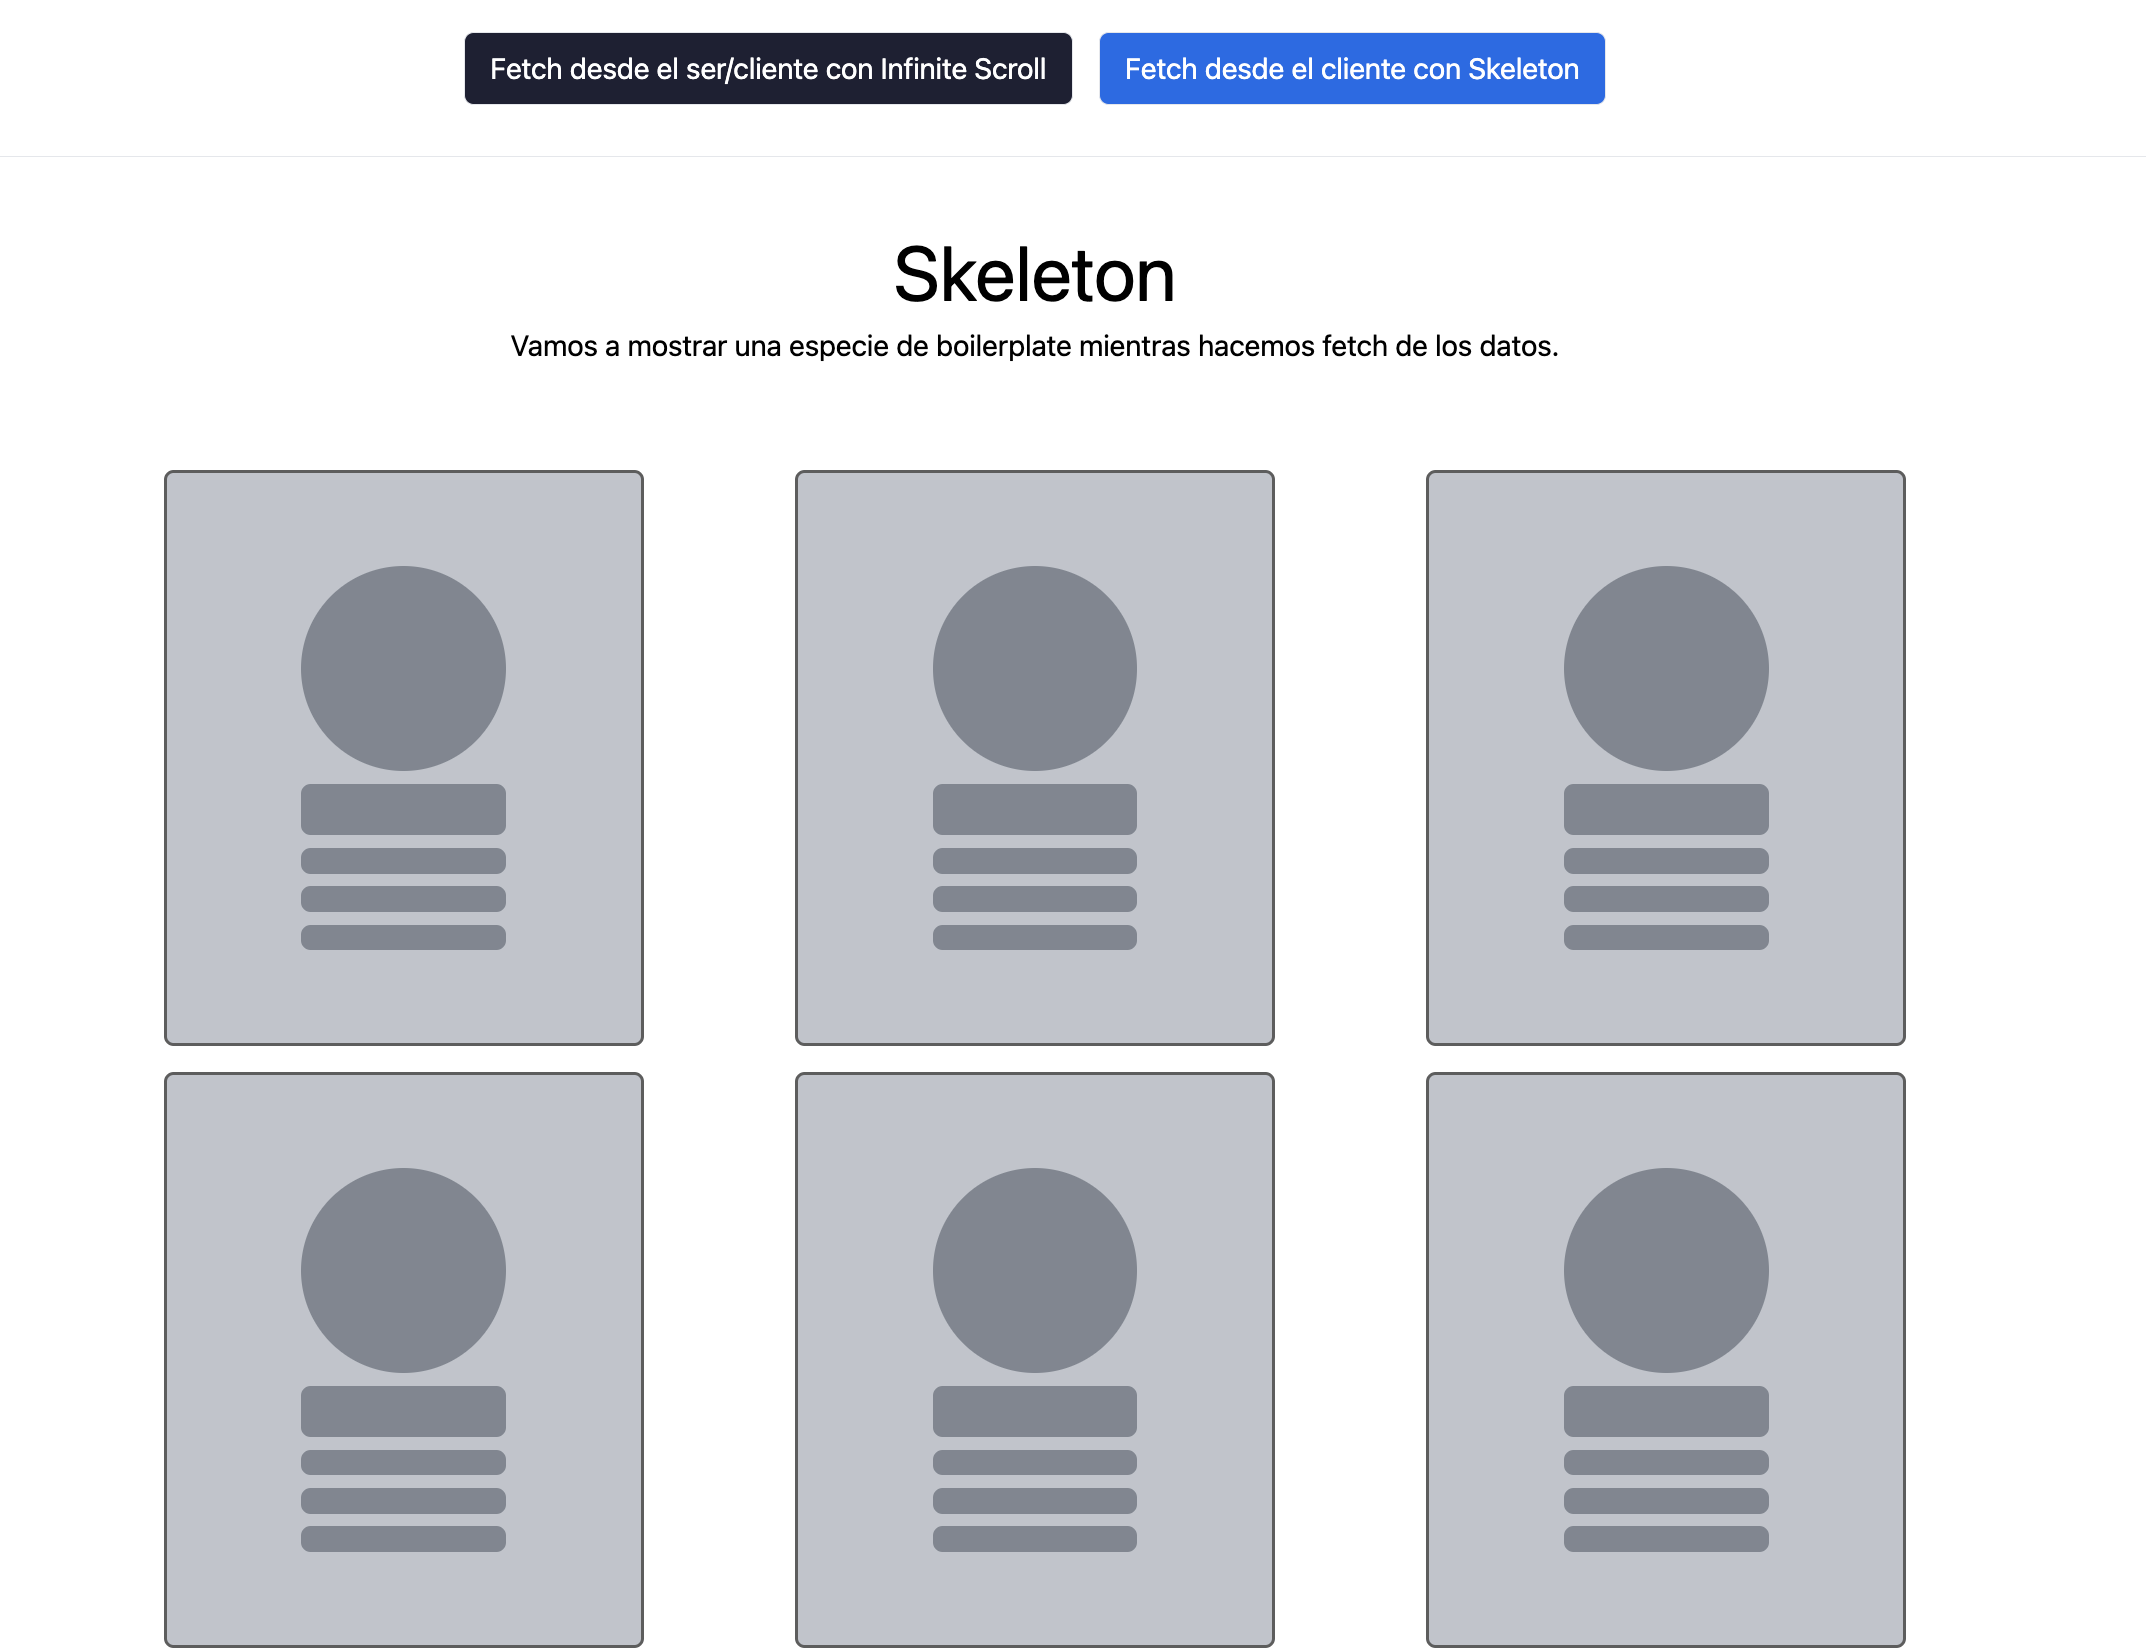 Fetch desde el ser/cliente con Infinite Scroll
Fetch desde el cliente con Skeleton
Skeleton
Vamos a mostrar una especie de boilerplate mientras hacemos fetch de los datos.